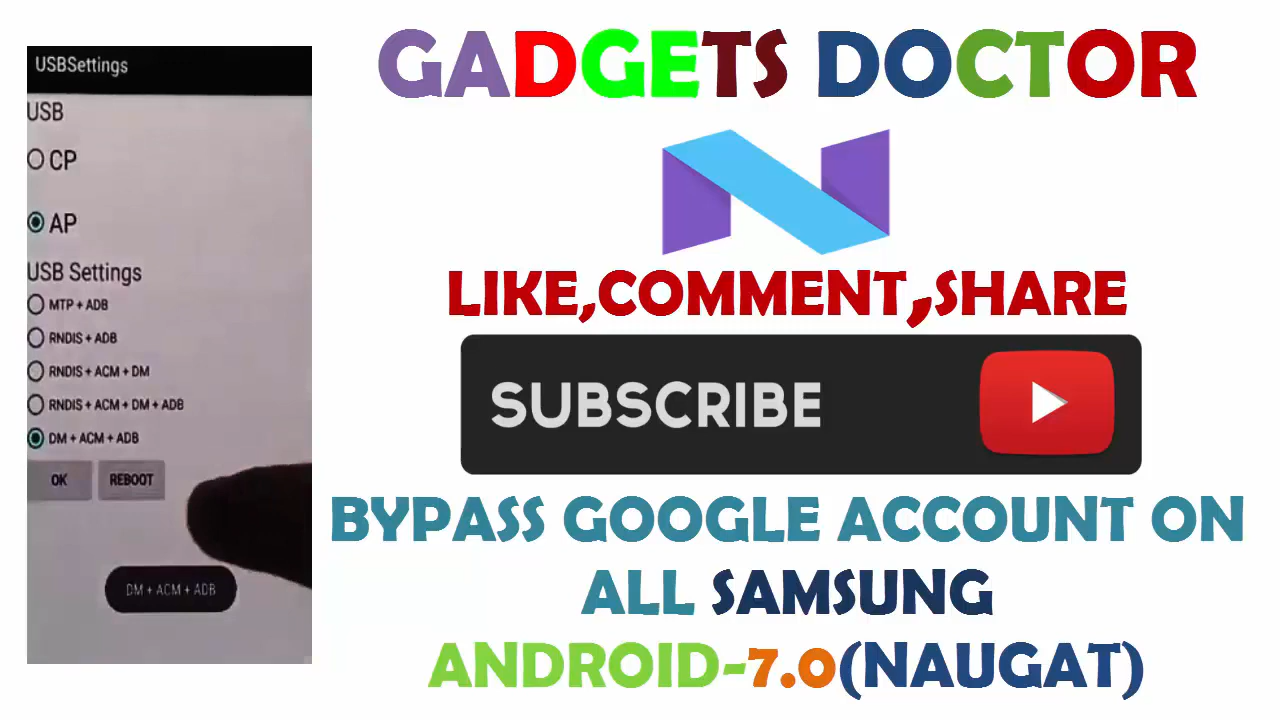 USBSettings
USB
CP
AP
USB Settings
MTP + ADB
RNDIS + ADB
RNDIS + ACM + DM
RNDIS + ACM + DM + ADB
DM + ACM + ADB
OK REBOOT
DM + ACM + ADB
GADGETS DOCTOR
LIKE,COMMENT,SHARE
SUBSCRIBE
BYPASS GOOGLE ACCOUNT ON
ALL SAMSUNG
ANDROID-7.0(NAUGAT)